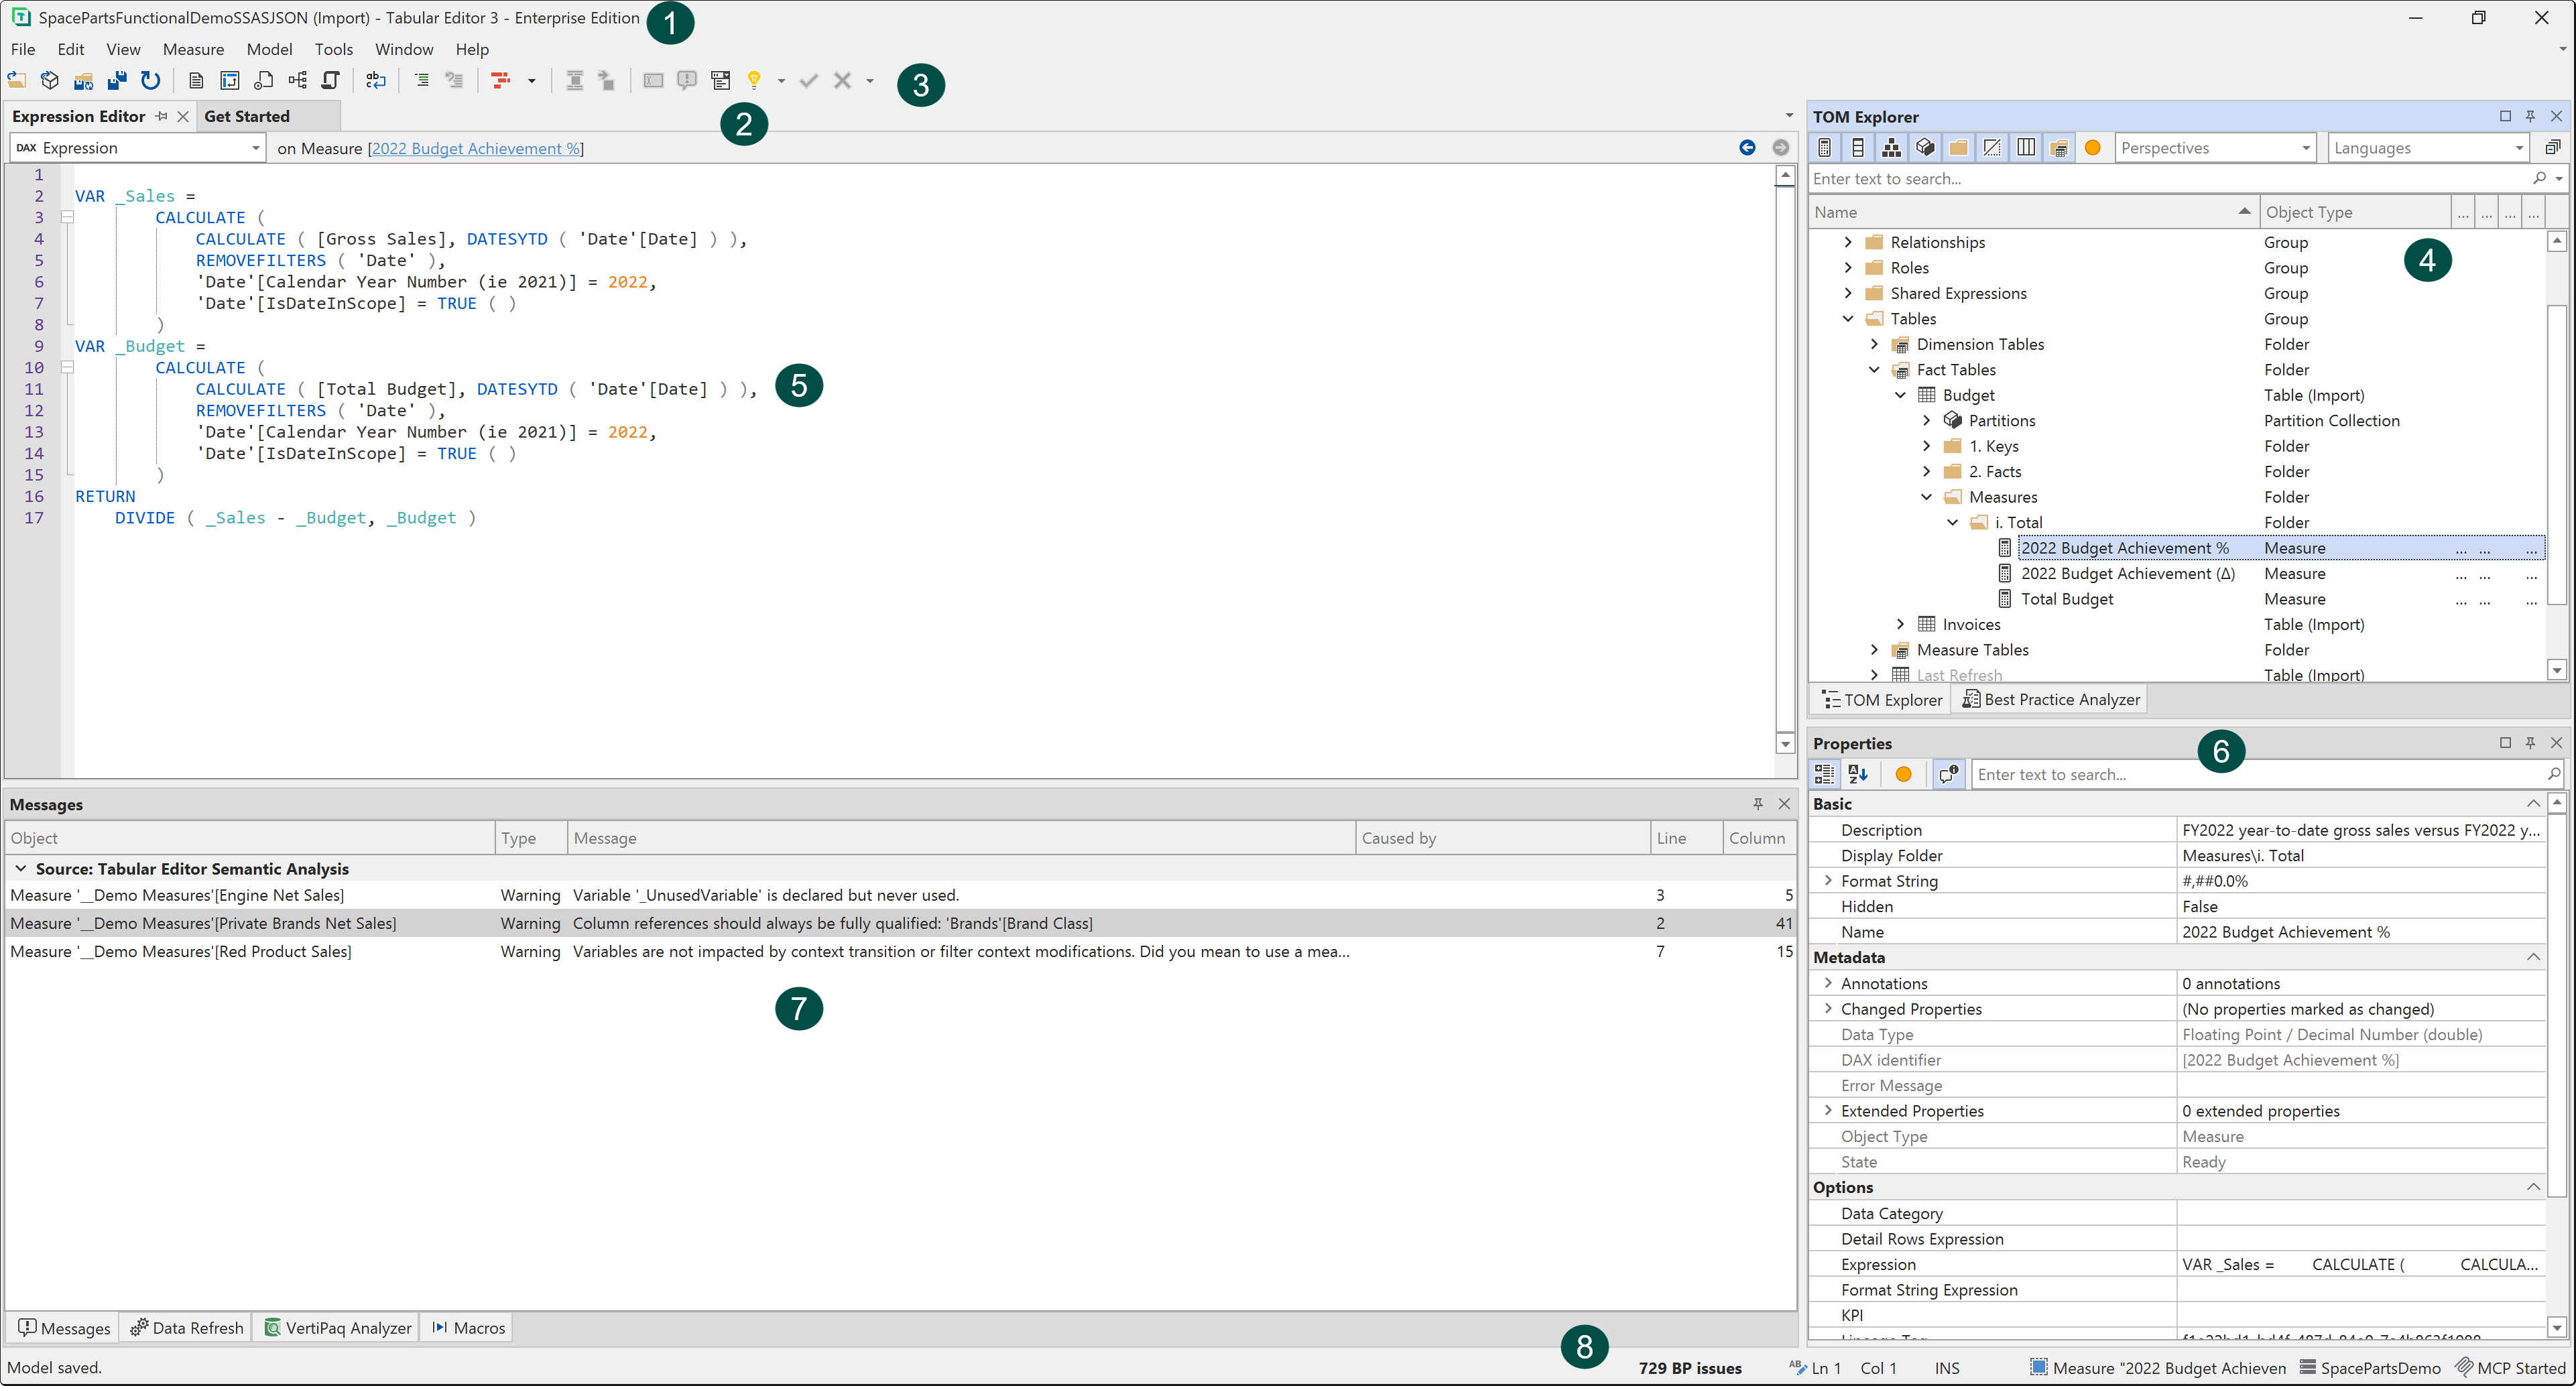 SpacePartsFunctionalDemoSSASJSON (Import) - Tabular Editor 3 - Enterprise Edition
1
File Edit View Measure Model Tools Window Help
3
Expression Editor Get Started
2
DAX Expression on Measure [2022 Budget Achievement %]
1
2 VAR _Sales =
3 CALCULATE (
4 CALCULATE ( [Gross Sales], DATESYTD ( 'Date'[Date] ) ),
5 REMOVEFILTERS ( 'Date' ),
6 'Date'[Calendar Year Number (ie 2021)] = 2022,
7 'Date'[IsDateInScope] = TRUE ( )
8 )
9 VAR _Budget =
10 CALCULATE (
11 CALCULATE ( [Total Budget], DATESYTD ( 'Date'[Date] ) ),
12 REMOVEFILTERS ( 'Date' ),
13 'Date'[Calendar Year Number (ie 2021)] = 2022,
14 'Date'[IsDateInScope] = TRUE ( )
15 )
16 RETURN
17 DIVIDE ( _Sales - _Budget, _Budget )
5
TOM Explorer
Perspectives Languages
Enter text to search...
Name Object Type ... ... ... ...
4
Relationships Group
Roles Group
Shared Expressions Group
Tables Group
Dimension Tables Folder
Fact Tables Folder
Budget Table (Import)
Partitions Partition Collection
1. Keys Folder
2. Facts Folder
Measures Folder
i. Total Folder
2022 Budget Achievement % Measure ... ... ...
2022 Budget Achievement (Δ) Measure ... ... ...
Total Budget Measure ... ... ...
Invoices Table (Import)
Measure Tables Folder
Last Refresh Table (Import)
TOM Explorer Best Practice Analyzer
Properties
6
Enter text to search...
Basic
Description FY2022 year-to-date gross sales versus FY2022 y...
Display Folder Measures\i. Total
Format String #,##0.0%
Hidden False
Name 2022 Budget Achievement %
Metadata
Annotations 0 annotations
Changed Properties (No properties marked as changed)
Data Type Floating Point / Decimal Number (double)
DAX identifier [2022 Budget Achievement %]
Error Message
Extended Properties 0 extended properties
Object Type Measure
State Ready
Options
Data Category
Detail Rows Expression
Expression VAR _Sales = CALCULATE ( CALCULA...
Format String Expression
KPI
Messages
Object Type Message Caused by Line Column
Source: Tabular Editor Semantic Analysis
Measure '__Demo Measures'[Engine Net Sales] Warning Variable '_UnusedVariable' is declared but never used. 3 5
Measure '__Demo Measures'[Private Brands Net Sales] Warning Column references should always be fully qualified: 'Brands'[Brand Class] 2 41
Measure '__Demo Measures'[Red Product Sales] Warning Variables are not impacted by context transition or filter context modifications. Did you mean to use a mea... 7 15
7
Messages Data Refresh VertiPaq Analyzer Macros
8
Model saved. 729 BP issues Ln 1 Col 1 INS Measure "2022 Budget Achieven SpacePartsDemo MCP Started